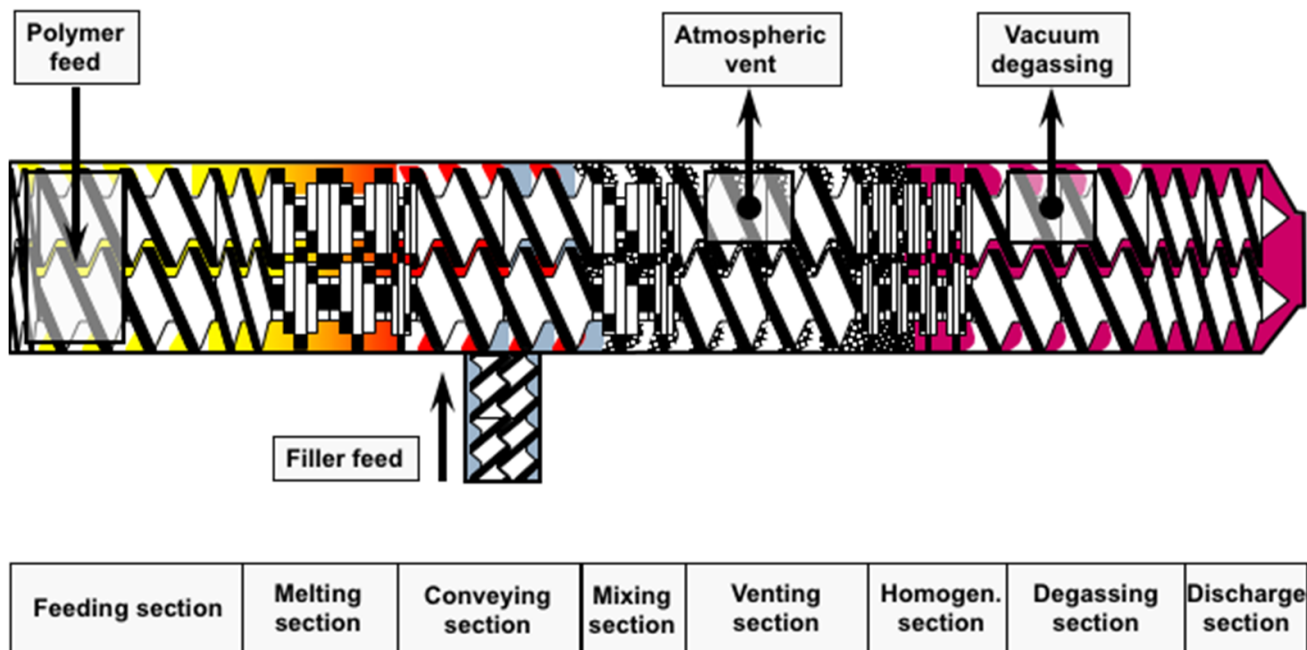 Polymer
feed
Atmospheric
vent
Vacuum
degassing
Filler feed
Feeding section
Melting
section
Conveying
section
Mixing
section
Venting
section
Homogen.
section
Degassing
section
Discharge
section